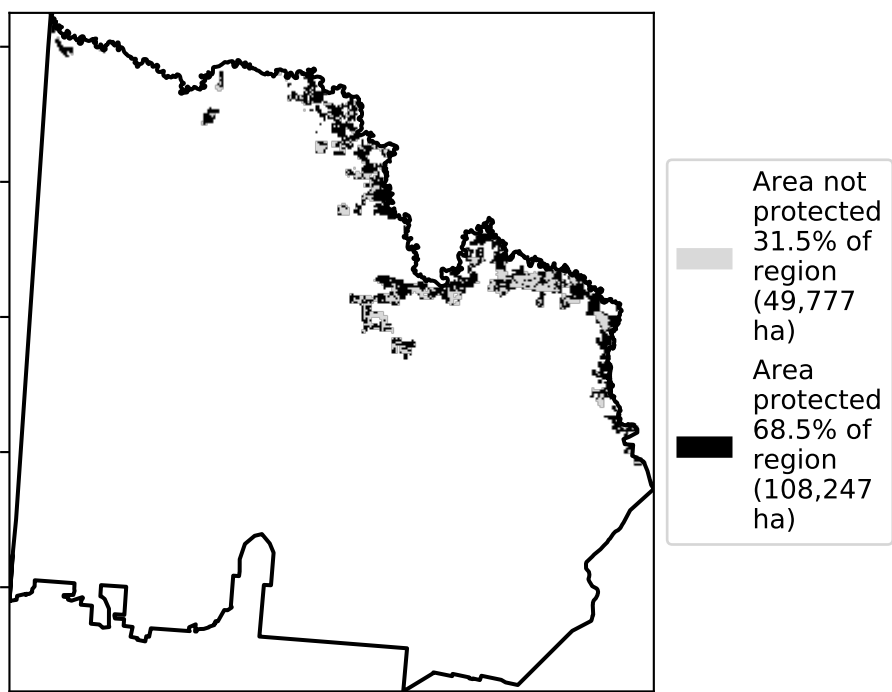 Area not
protected
31.5% of
region
(49,777
ha)
Area
protected
68.5% of
region
(108,247
ha)